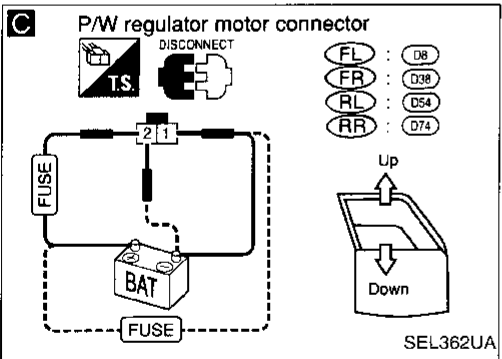 C P/W regulator motor connector
DISCONNECT
T.S.
FL : D8
FR : D38
RL : D54
RR : D74
2 1
FUSE
BAT
FUSE
Up
Down
SEL362UA